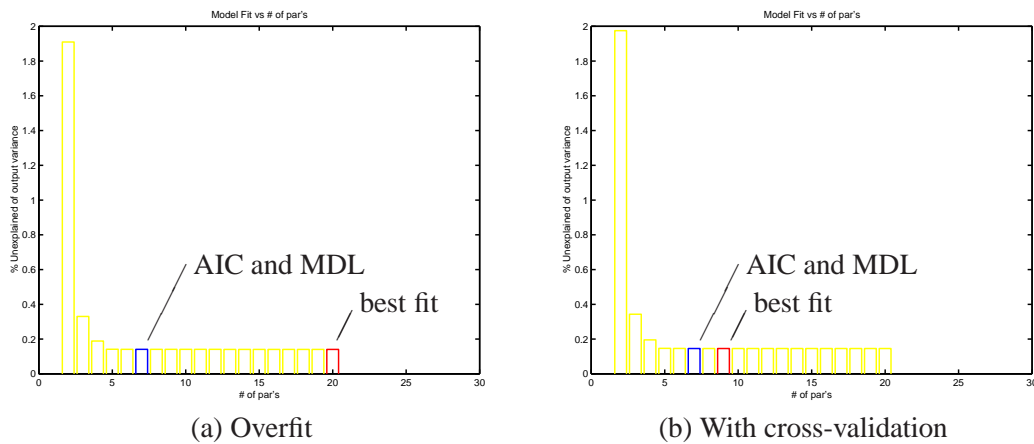 Model Fit vs # of par's
% Unexplained of output variance
2
1.8
1.6
1.4
1.2
1
0.8
0.6
0.4
0.2
0
AIC and MDL
best fit
0 5 10 15 20 25 30
# of par's
(a) Overfit
Model Fit vs # of par's
% Unexplained of output variance
2
1.8
1.6
1.4
1.2
1
0.8
0.6
0.4
0.2
0
AIC and MDL
best fit
0 5 10 15 20 25 30
# of par's
(b) With cross-validation